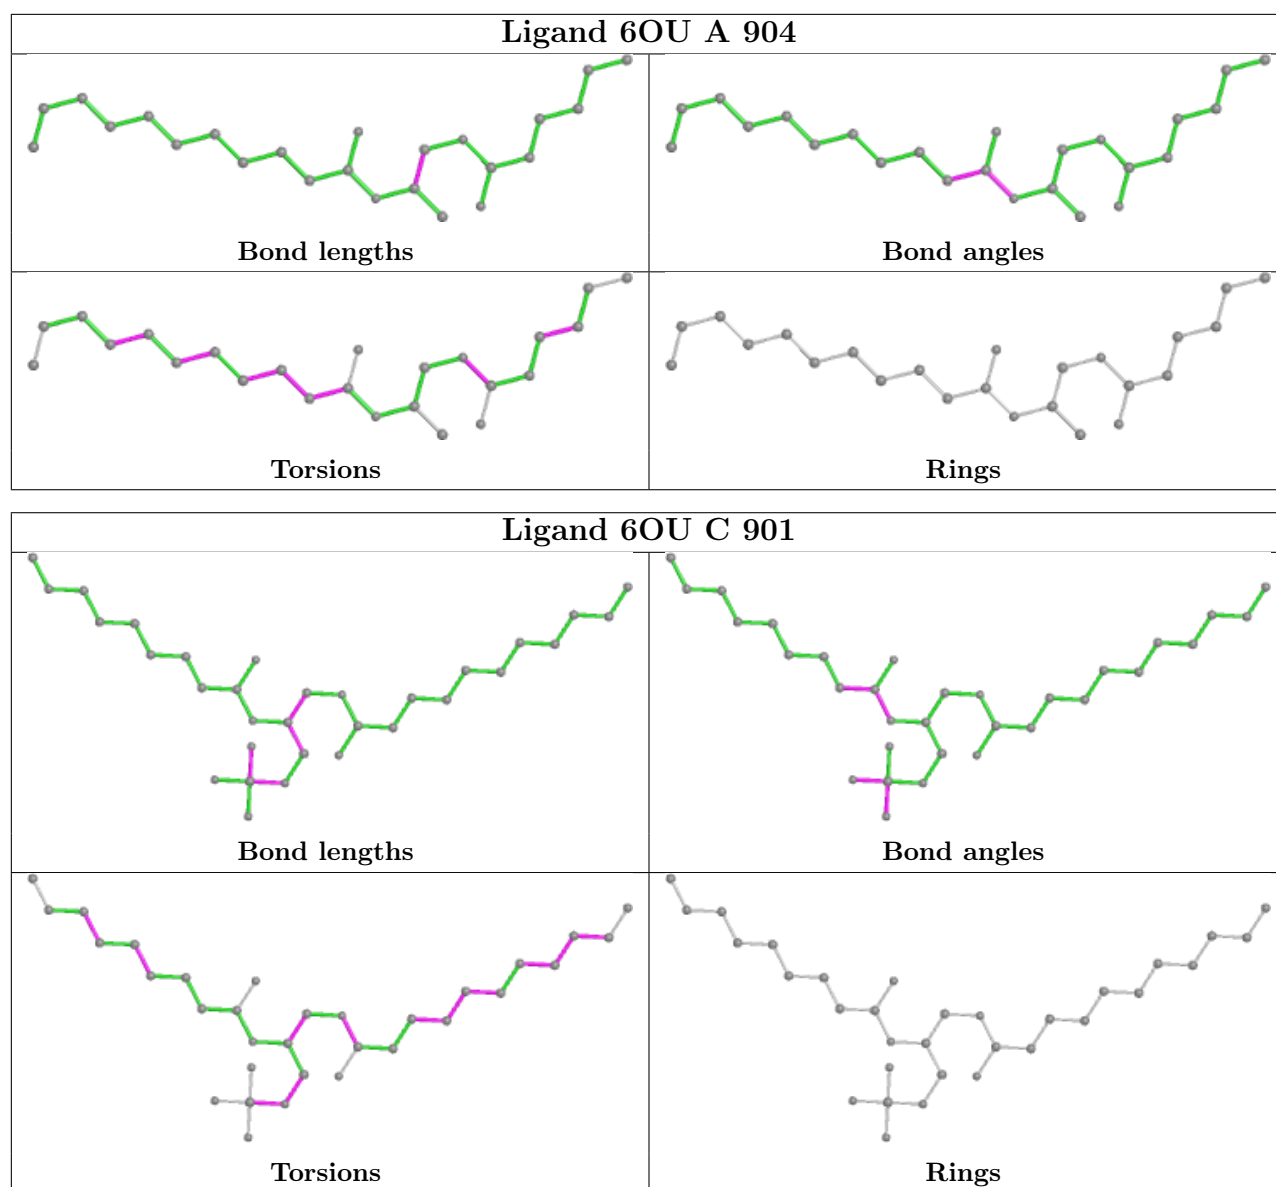 Ligand 6OU A 904
Bond lengths
Bond angles
Torsions
Rings
Ligand 6OU C 901
Bond lengths
Bond angles
Torsions
Rings